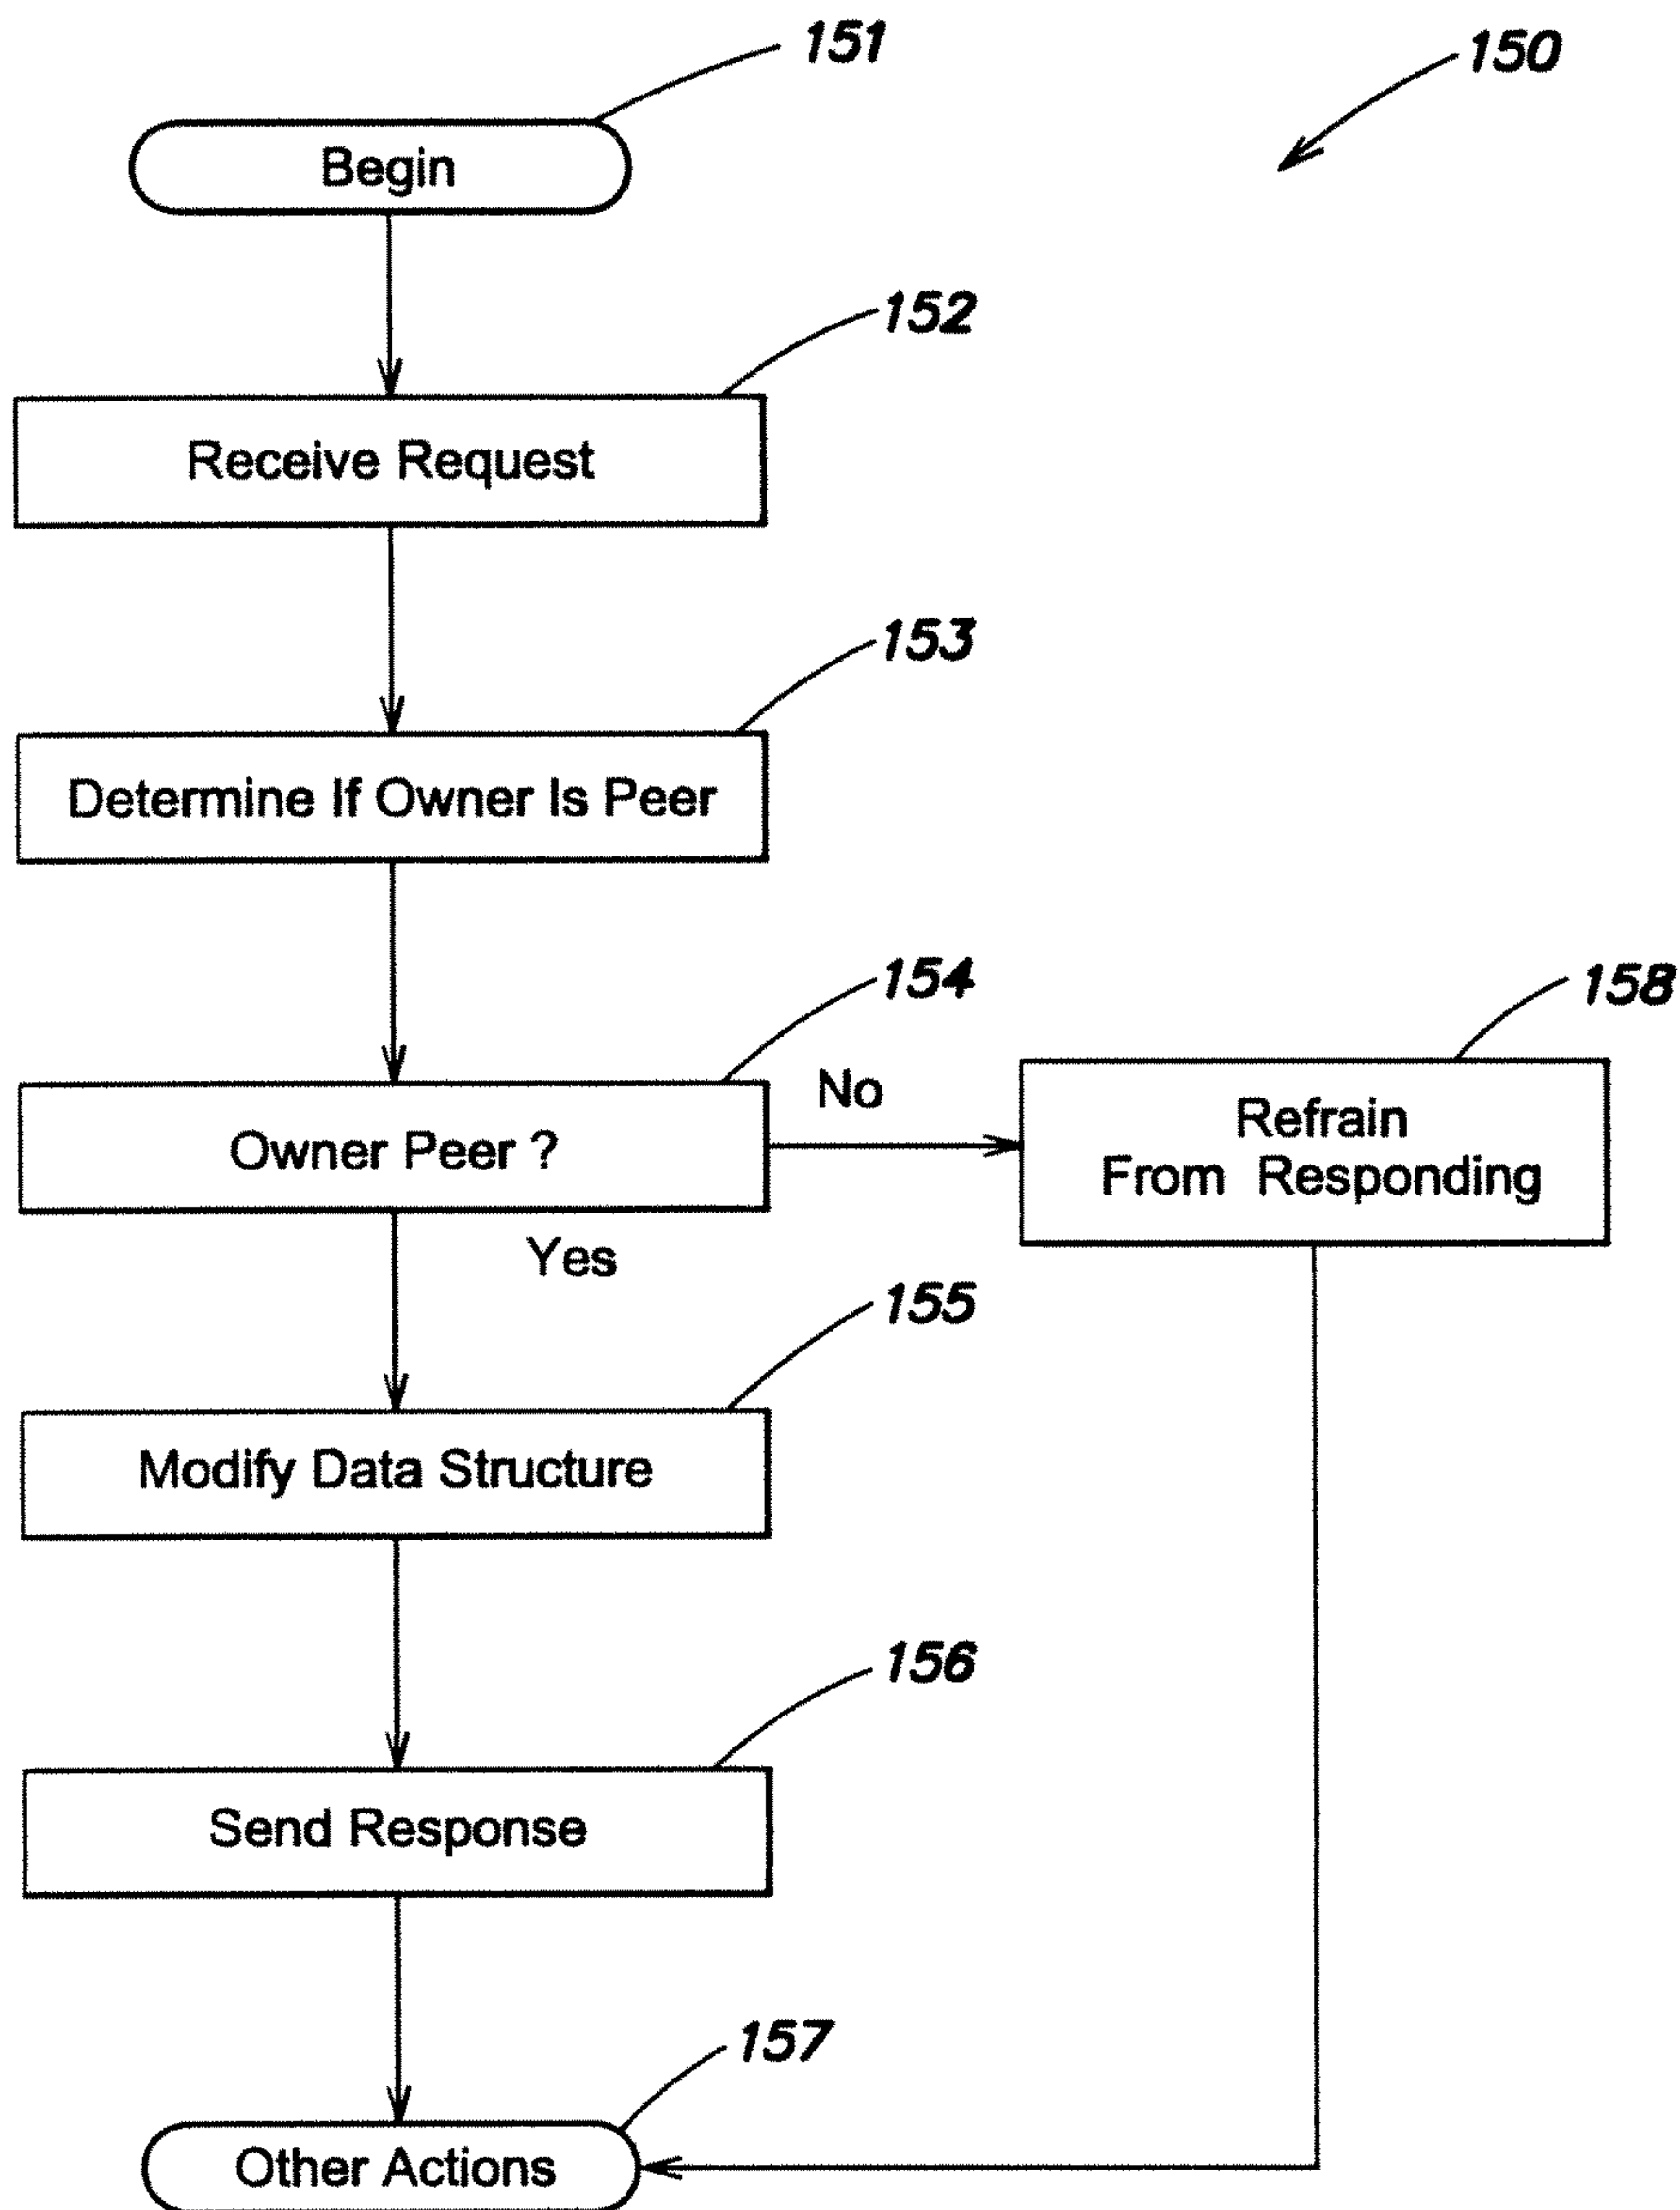 151
150
Begin
152
Receive Request
153
Determine If Owner Is Peer
154
158
No
Owner Peer ?
Refrain
From Responding
Yes
155
Modify Data Structure
156
Send Response
157
Other Actions